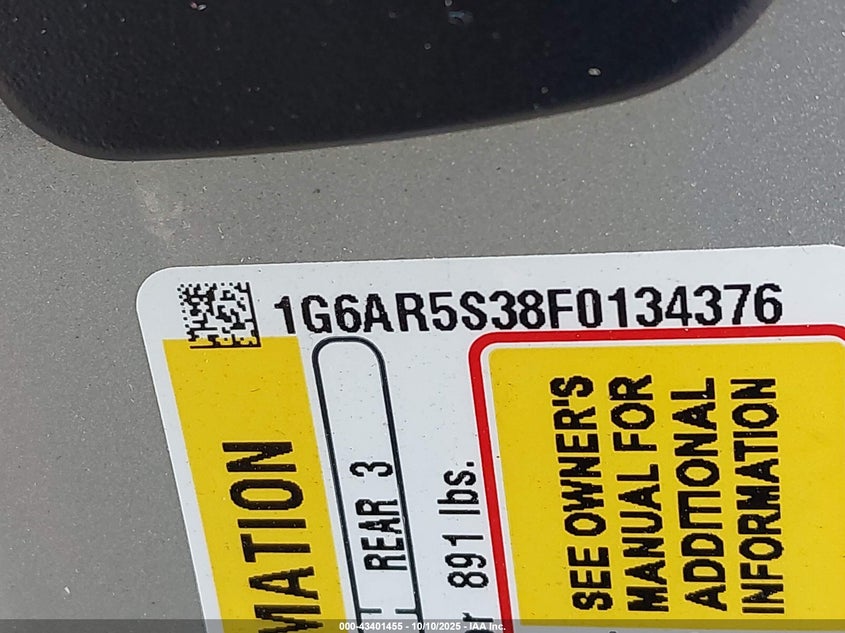 1G6AR5S38F0134376
MATION
REAR 3
891 lbs.
SEE OWNER'S
MANUAL FOR
ADDITIONAL
INFORMATION
000-43401455 - 10/10/2025 - IAA Inc.